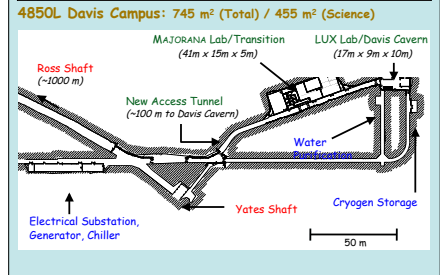 4850L Davis Campus: 745 m² (Total) / 455 m² (Science)
MAJORANA Lab/Transition
(41m x 15m x 5m)
LUX Lab/Davis Cavern
(17m x 9m x 10m)
Ross Shaft
(~1000 m)
New Access Tunnel
(~100 m to Davis Cavern)
Water
Purification
Cryogen Storage
Yates Shaft
Electrical Substation,
Generator, Chiller
50 m